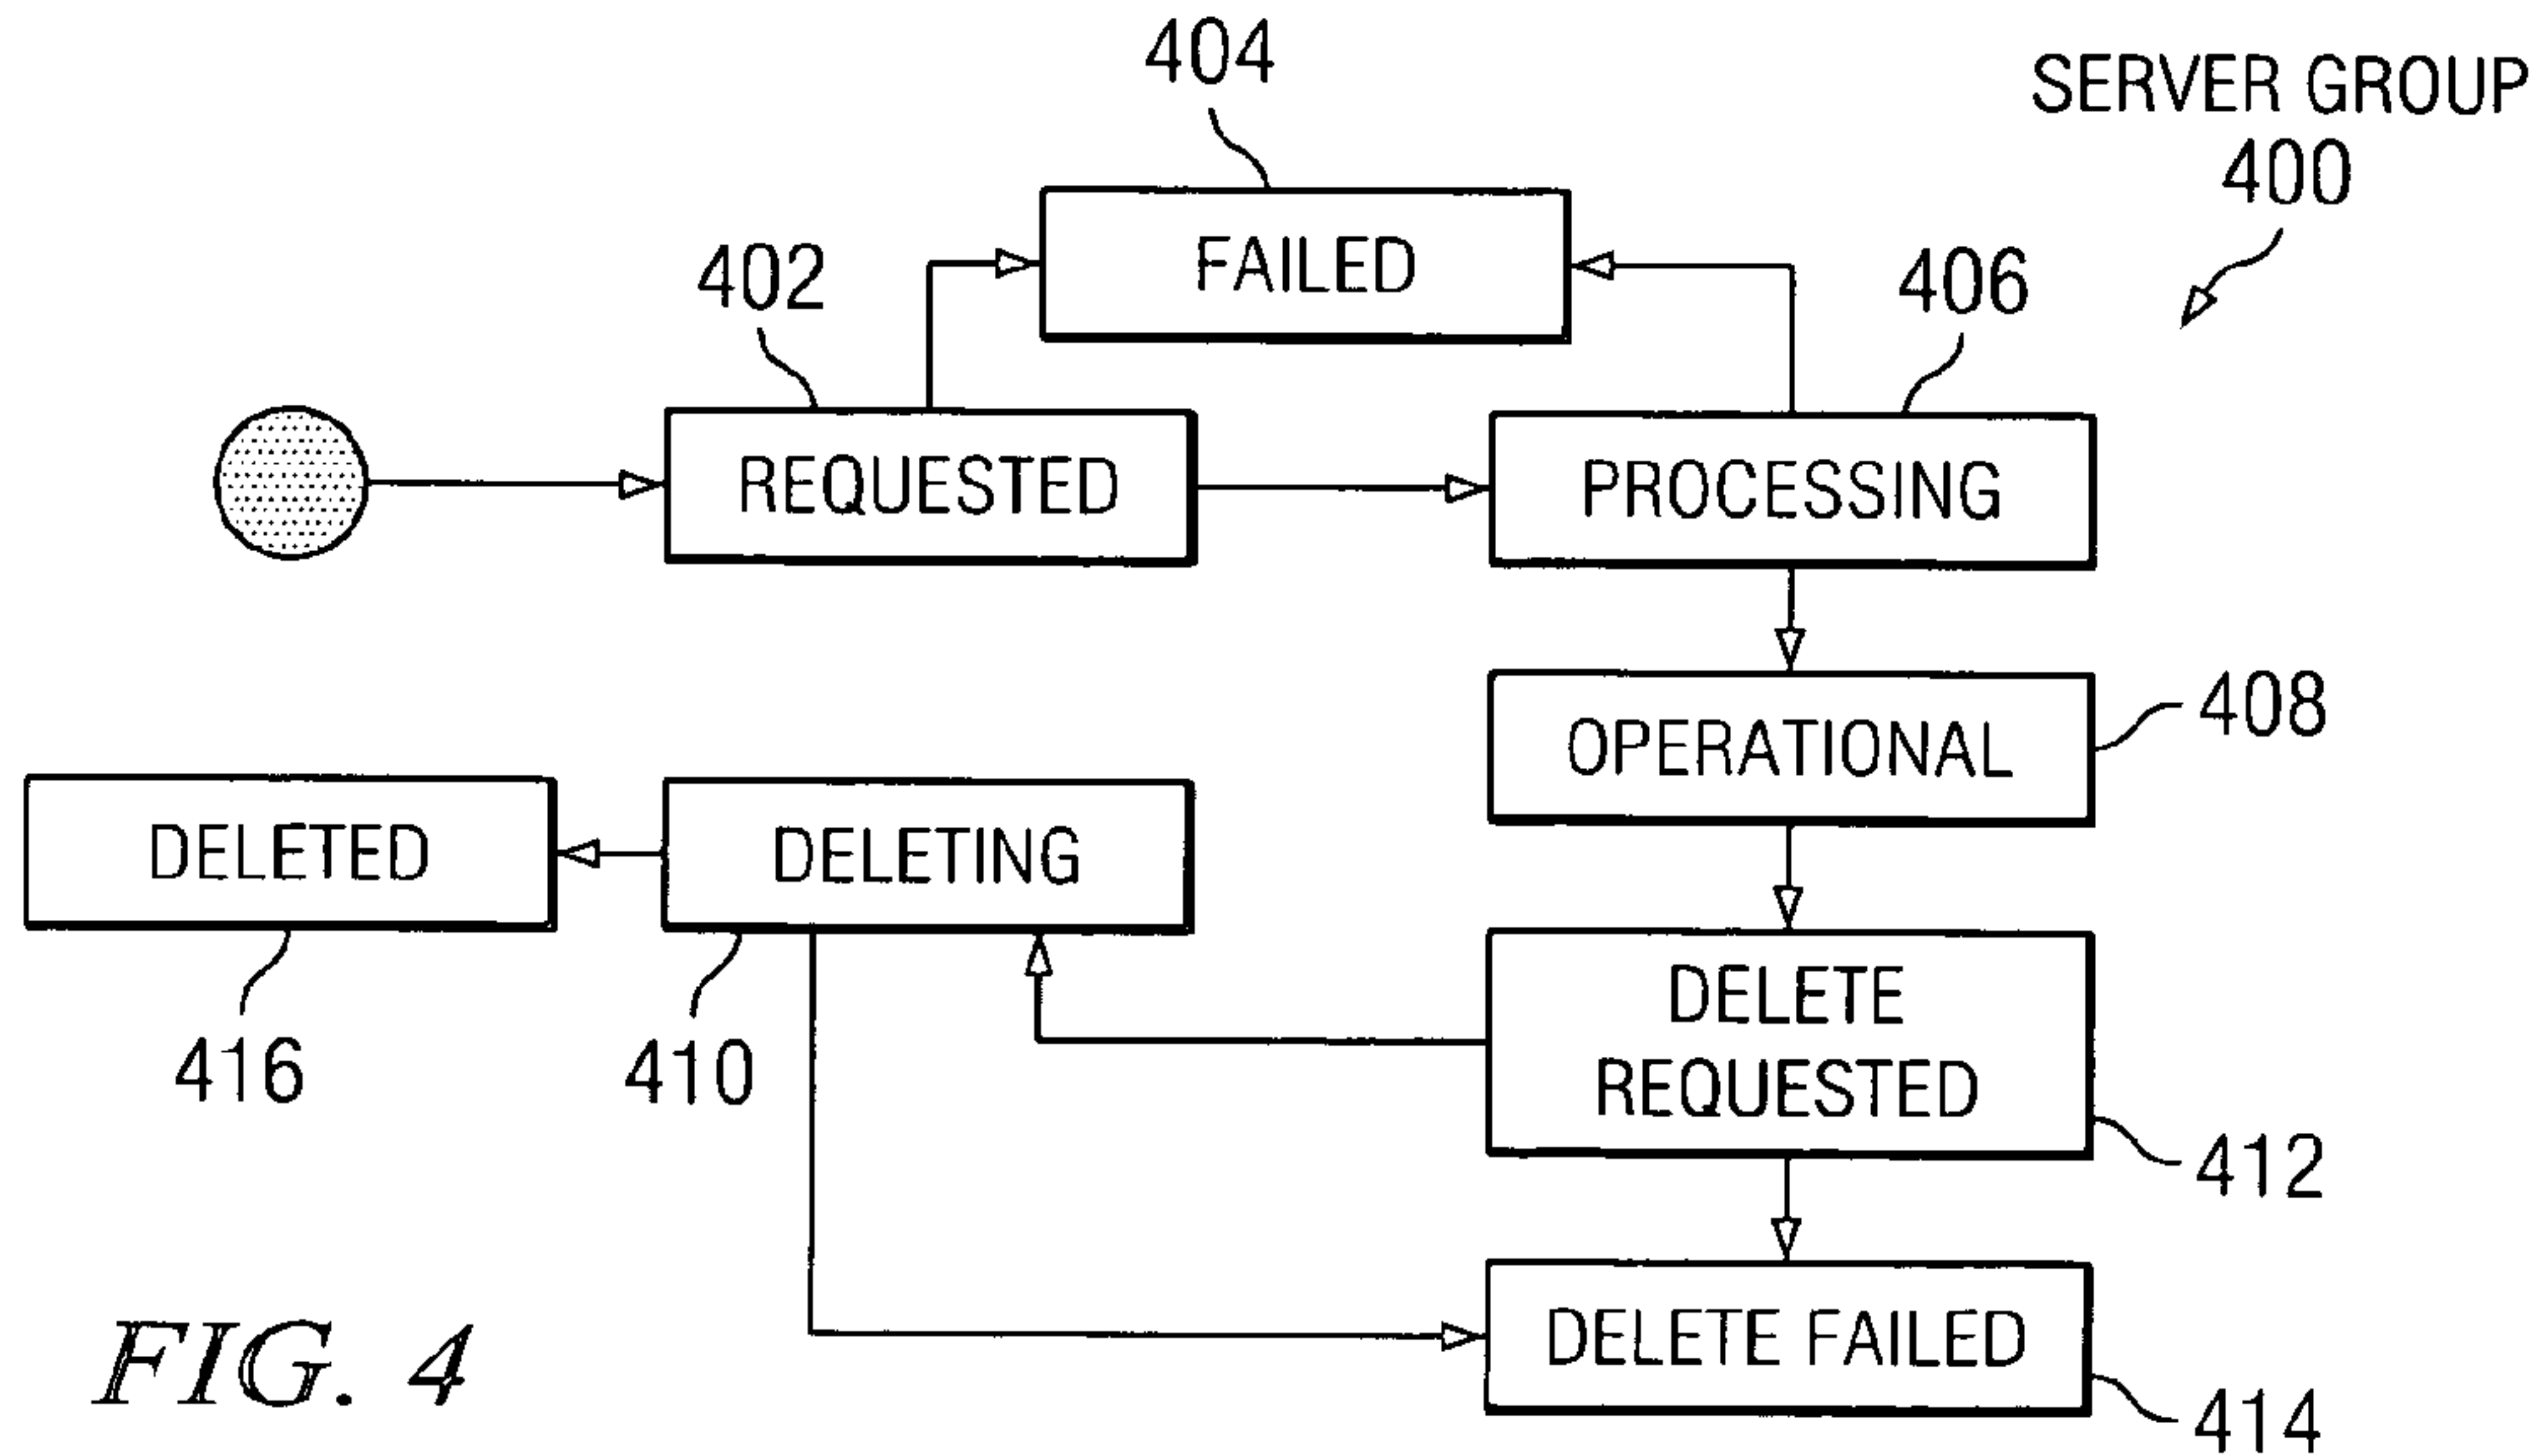 404
SERVER GROUP
400
402
FAILED
406
REQUESTED
PROCESSING
408
OPERATIONAL
DELETED
DELETING
DELETE
REQUESTED
416
410
412
DELETE FAILED
FIG. 4
414